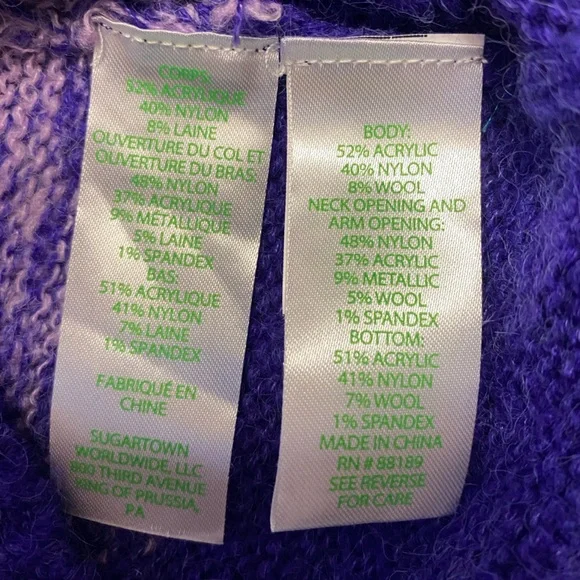 CORPS:
52% ACRYLIQUE
40% NYLON
8% LAINE
OUVERTURE DU COL ET
OUVERTURE DU BRAS:
48% NYLON
37% ACRYLIQUE
9% MÉTALLIQUE
5% LAINE
1% SPANDEX
BAS:
51% ACRYLIQUE
41% NYLON
7% LAINE
1% SPANDEX
FABRIQUÉ EN
CHINE
SUGARTOWN
WORLDWIDE, LLC
800 THIRD AVENUE
KING OF PRUSSIA,
PA
BODY:
52% ACRYLIC
40% NYLON
8% WOOL
NECK OPENING AND
ARM OPENING:
48% NYLON
37% ACRYLIC
9% METALLIC
5% WOOL
1% SPANDEX
BOTTOM:
51% ACRYLIC
41% NYLON
7% WOOL
1% SPANDEX
MADE IN CHINA
RN # 88189
SEE REVERSE
FOR CARE